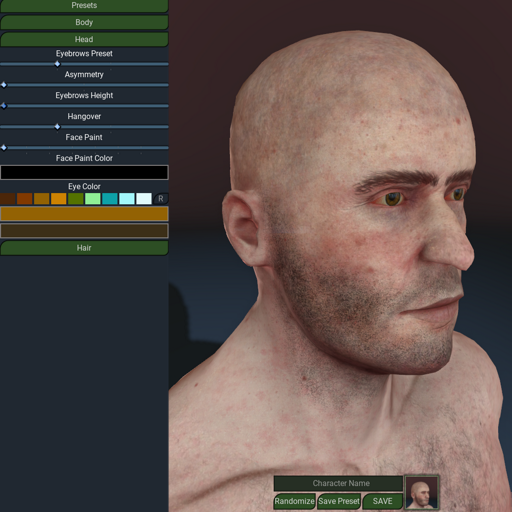 Presets
Body
Head
Eyebrows Preset
Asymmetry
Eyebrows Height
Hangover
Face Paint
Face Paint Color
Eye Color
R
Hair
Character Name
Randomize
Save Preset
SAVE